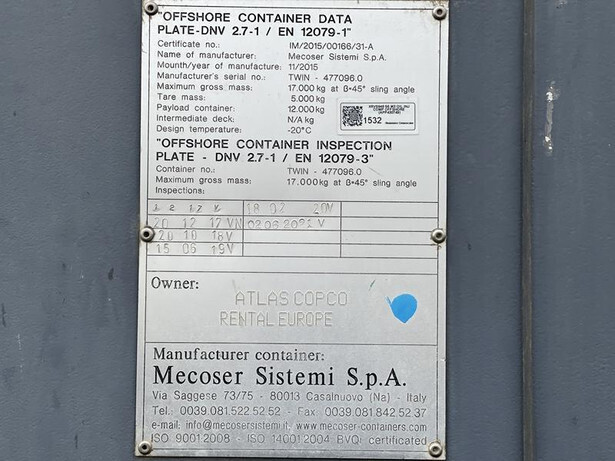 "OFFSHORE CONTAINER DATA
PLATE-DNV 2.7-1 / EN 12079-1"
Certificate no.: IM/2015/00166/31-A
Name of manufacturer: Mecoser Sistemi S.p.A.
Mounth/year of manufacture: 11/2015
Manufacturer's serial no.: TWIN - 477096.0
Maximum gross mass: 17.000 kg at ß=45° sling angle
Tare mass: 5.000 kg
Payload container: 12.000 kg
Intermediate deck: N/A kg
Design temperature: -20°C
1532
"OFFSHORE CONTAINER INSPECTION
PLATE - DNV 2.7-1 / EN 12079-3"
Container no.: TWIN - 477096.0
Maximum gross mass: 17.000 kg at ß=45° sling angle
Inspections:
18 02 20V
20 12 17 VN 02 06 2021 V
20 10 18V
15 06 19V
Owner:
ATLAS COPCO
RENTAL EUROPE
Manufacturer container:
Mecoser Sistemi S.p.A.
Via Saggese 73/75 - 80013 Casalnuovo (Na) - Italy
Tel.: 0039.081.522.52.52 - Fax: 0039.081.842.52.37
e-mail: info@mecosersistemi.it, www.mecoser-containers.com
ISO 9001:2008 - ISO 14001:2004 BVQi certificated